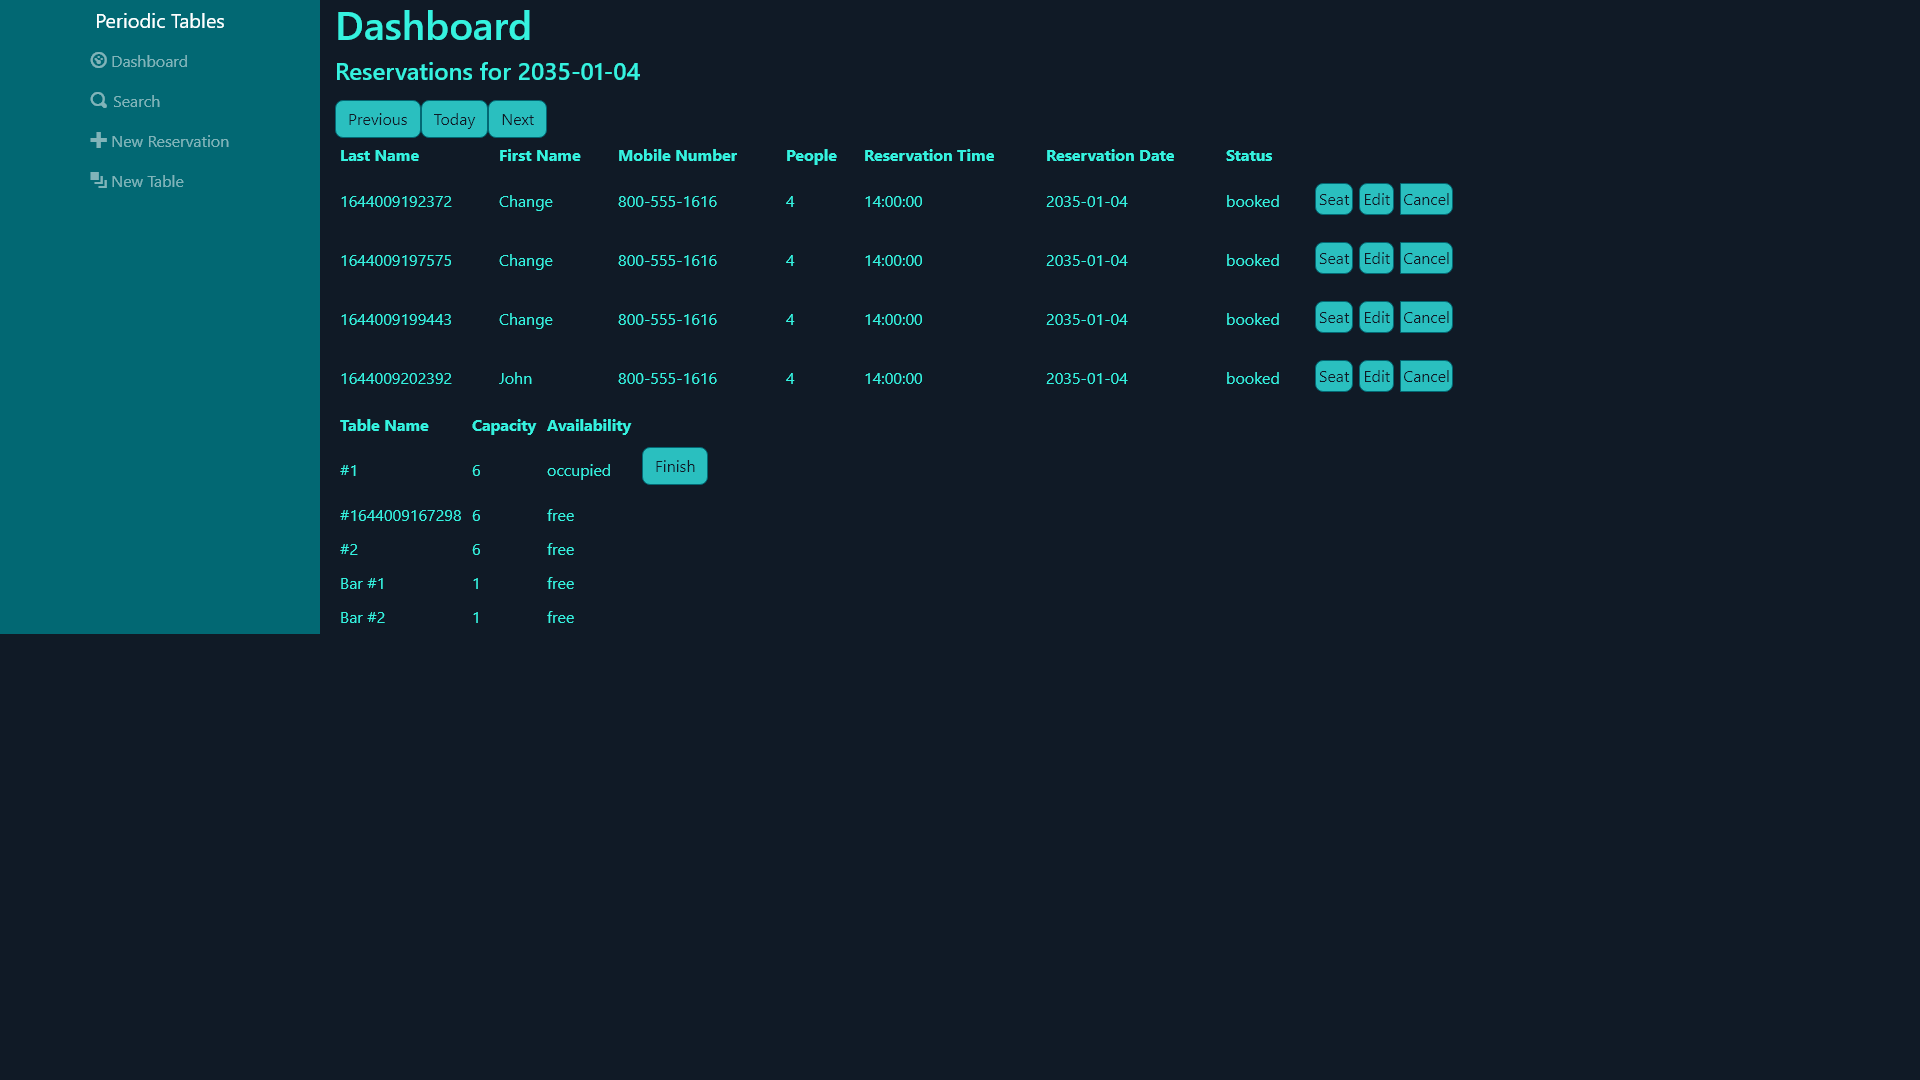 Periodic Tables
Dashboard
Search
New Reservation
New Table
Dashboard
Reservations for 2035-01-04
Previous Today Next
Last Name First Name Mobile Number People Reservation Time Reservation Date Status
1644009192372 Change 800-555-1616 4 14:00:00 2035-01-04 booked Seat Edit Cancel
1644009197575 Change 800-555-1616 4 14:00:00 2035-01-04 booked Seat Edit Cancel
1644009199443 Change 800-555-1616 4 14:00:00 2035-01-04 booked Seat Edit Cancel
1644009202392 John 800-555-1616 4 14:00:00 2035-01-04 booked Seat Edit Cancel
Table Name Capacity Availability
#1 6 occupied Finish
#1644009167298 6 free
#2 6 free
Bar #1 1 free
Bar #2 1 free